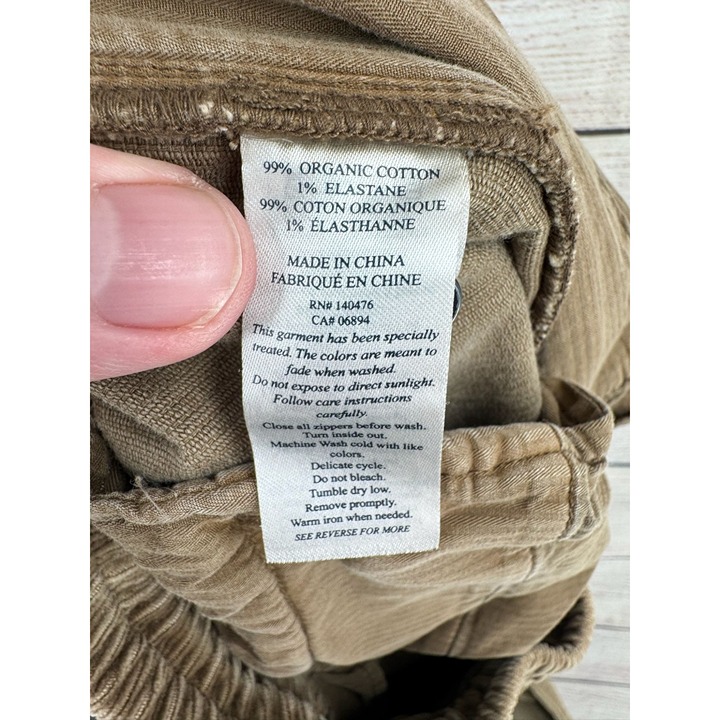 99% ORGANIC COTTON
1% ELASTANE
99% COTON ORGANIQUE
1% ÉLASTHANNE
MADE IN CHINA
FABRIQUÉ EN CHINE
RN# 140476
CA# 06894
This garment has been specially
treated. The colors are meant to
fade when washed.
Do not expose to direct sunlight.
Follow care instructions
carefully.
Close all zippers before wash.
Turn inside out.
Machine Wash cold with like
colors.
Delicate cycle.
Do not bleach.
Tumble dry low.
Remove promptly.
Warm iron when needed.
SEE REVERSE FOR MORE